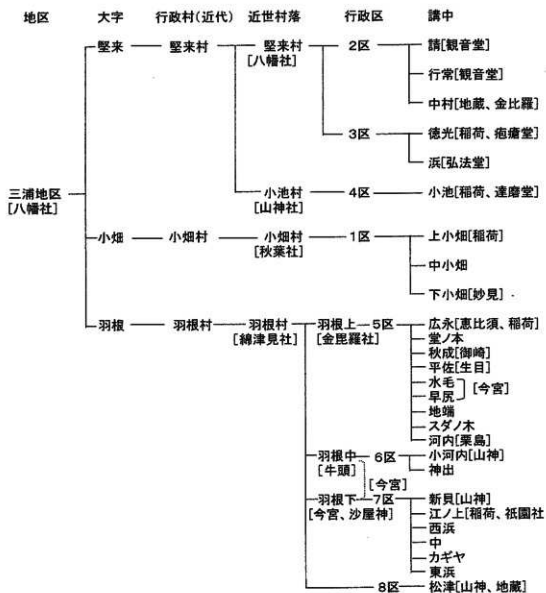 地区 大字 行政村(近代) 近世村落 行政区 講中
堅来 堅来村 堅来村 2区 請[観音堂]
[八幡社]
行常[観音堂]
中村[地蔵、金比羅]
3区 徳光[稲荷、疱瘡堂]
浜[弘法堂]
三浦地区 小池村 4区 小池[稲荷、達磨堂]
[八幡社] [山神社]
小畑 小畑村 小畑村 1区 上小畑[稲荷]
[秋葉社]
中小畑
下小畑[妙見]
羽根 羽根村 羽根村 羽根上 5区 広永[恵比須、稲荷]
[綿津見社] [金毘羅社] 堂ノ本
秋成[御崎]
平佐[生目]
水毛
[今宮]
早尻
地端
スダノ木
河内[粟島]
羽根中 6区 小河内[山神]
[牛頭] 神出
[今宮]
羽根下 7区 新貝[山神]
[今宮、沙屋神] 江ノ上[稲荷、祇園社
西浜
中
カギヤ
東浜
8区 松津[山神、地蔵]